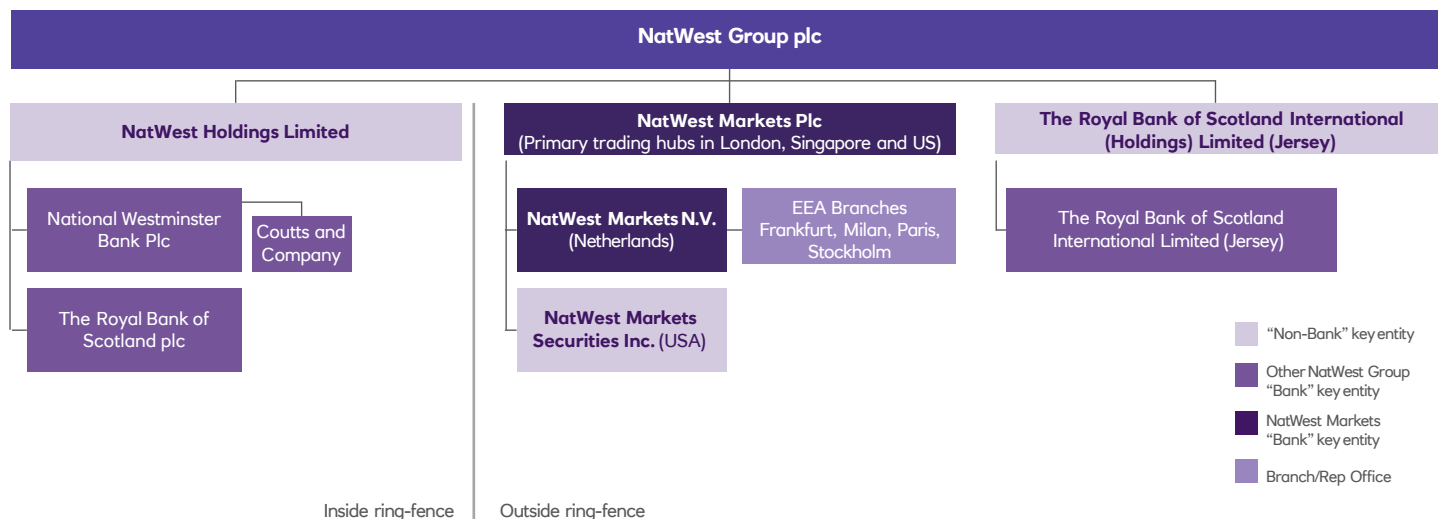 NatWest Group plc
NatWest Holdings Limited
NatWest Markets Plc
(Primary trading hubs in London, Singapore and US)
The Royal Bank of Scotland International
(Holdings) Limited (Jersey)
National Westminster
Bank Plc
Coutts and
Company
NatWest Markets N.V.
(Netherlands)
EEA Branches
Frankfurt, Milan, Paris,
Stockholm
The Royal Bank of Scotland
International Limited (Jersey)
The Royal Bank of
Scotland plc
NatWest Markets
Securities Inc. (USA)
“Non-Bank” key entity
Other NatWest Group
“Bank” key entity
NatWest Markets
“Bank” key entity
Branch/Rep Office
Inside ring-fence
Outside ring-fence